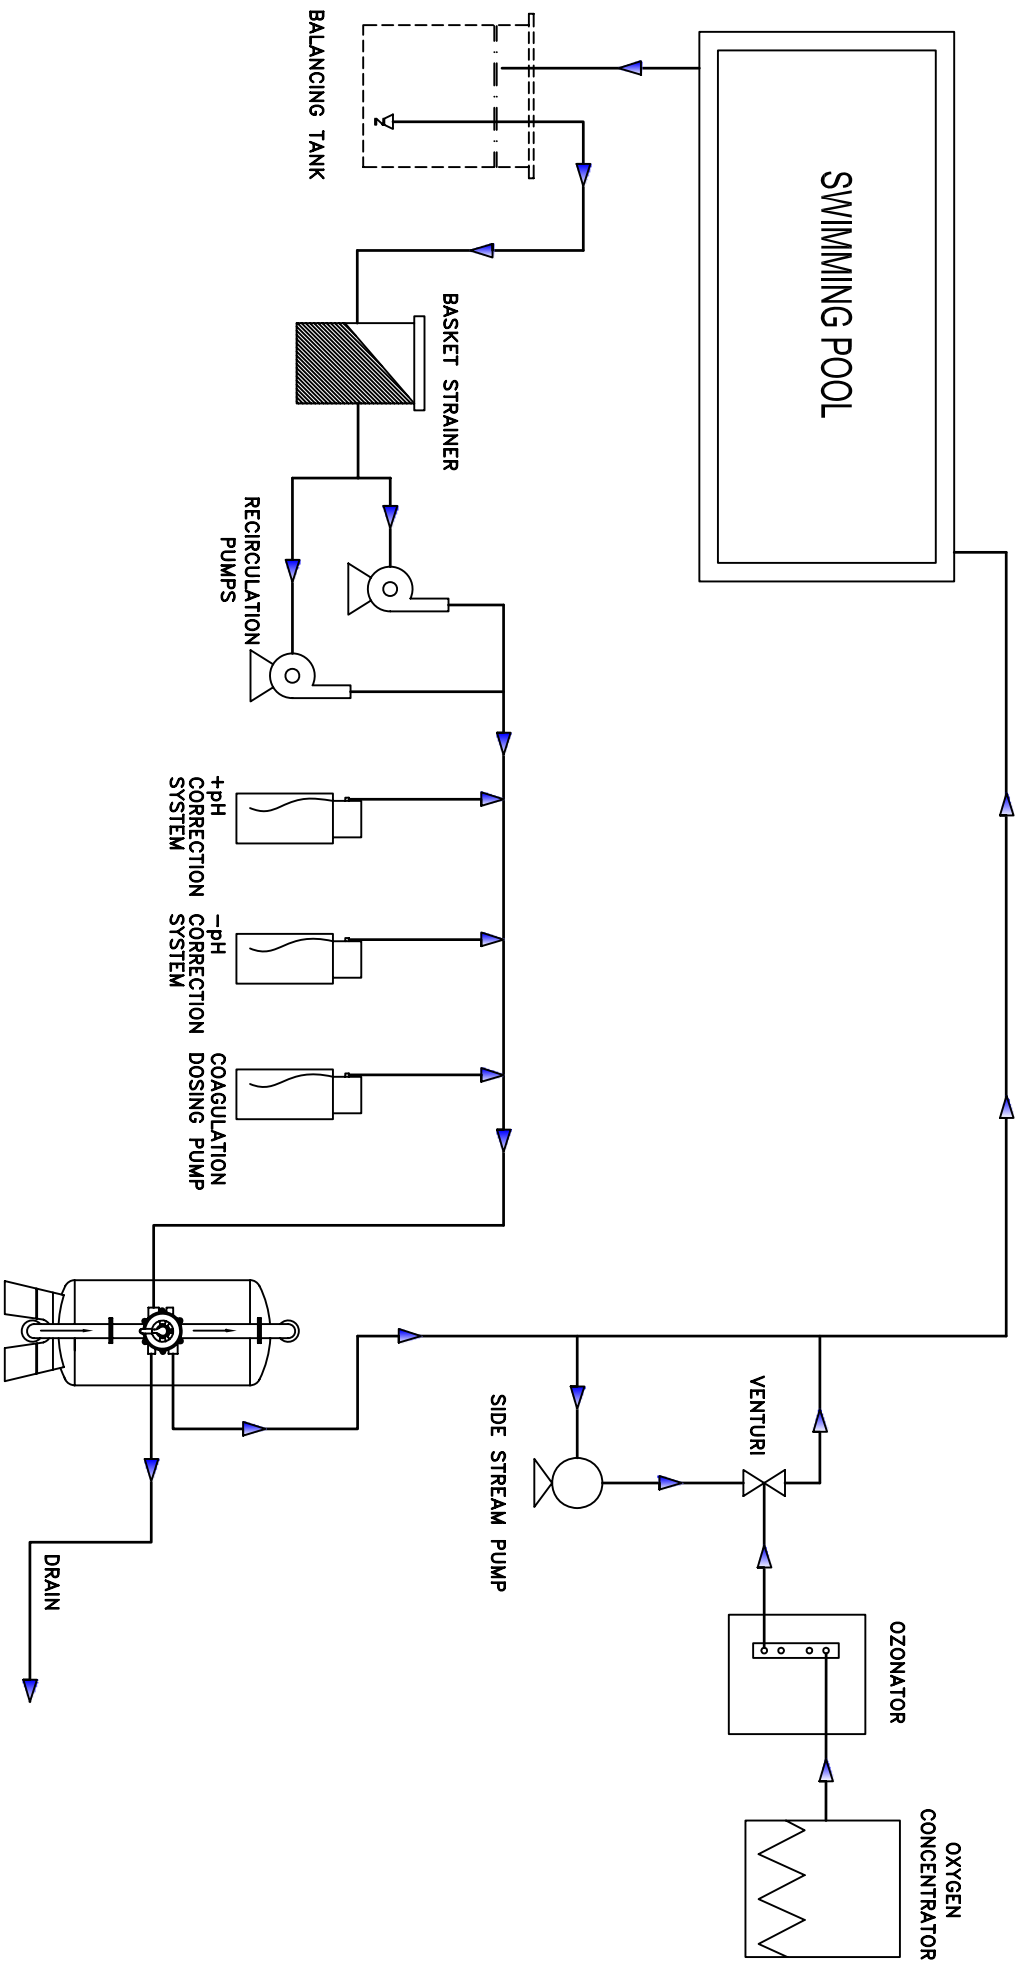 SWIMMING POOL
BALANCING TANK
Z
BASKET STRAINER
RECIRCULATION
PUMPS
+pH
CORRECTION
SYSTEM
-pH
CORRECTION
SYSTEM
COAGULATION
DOSING PUMP
DRAIN
SIDE STREAM PUMP
VENTURI
OZONATOR
OXYGEN
CONCENTRATOR